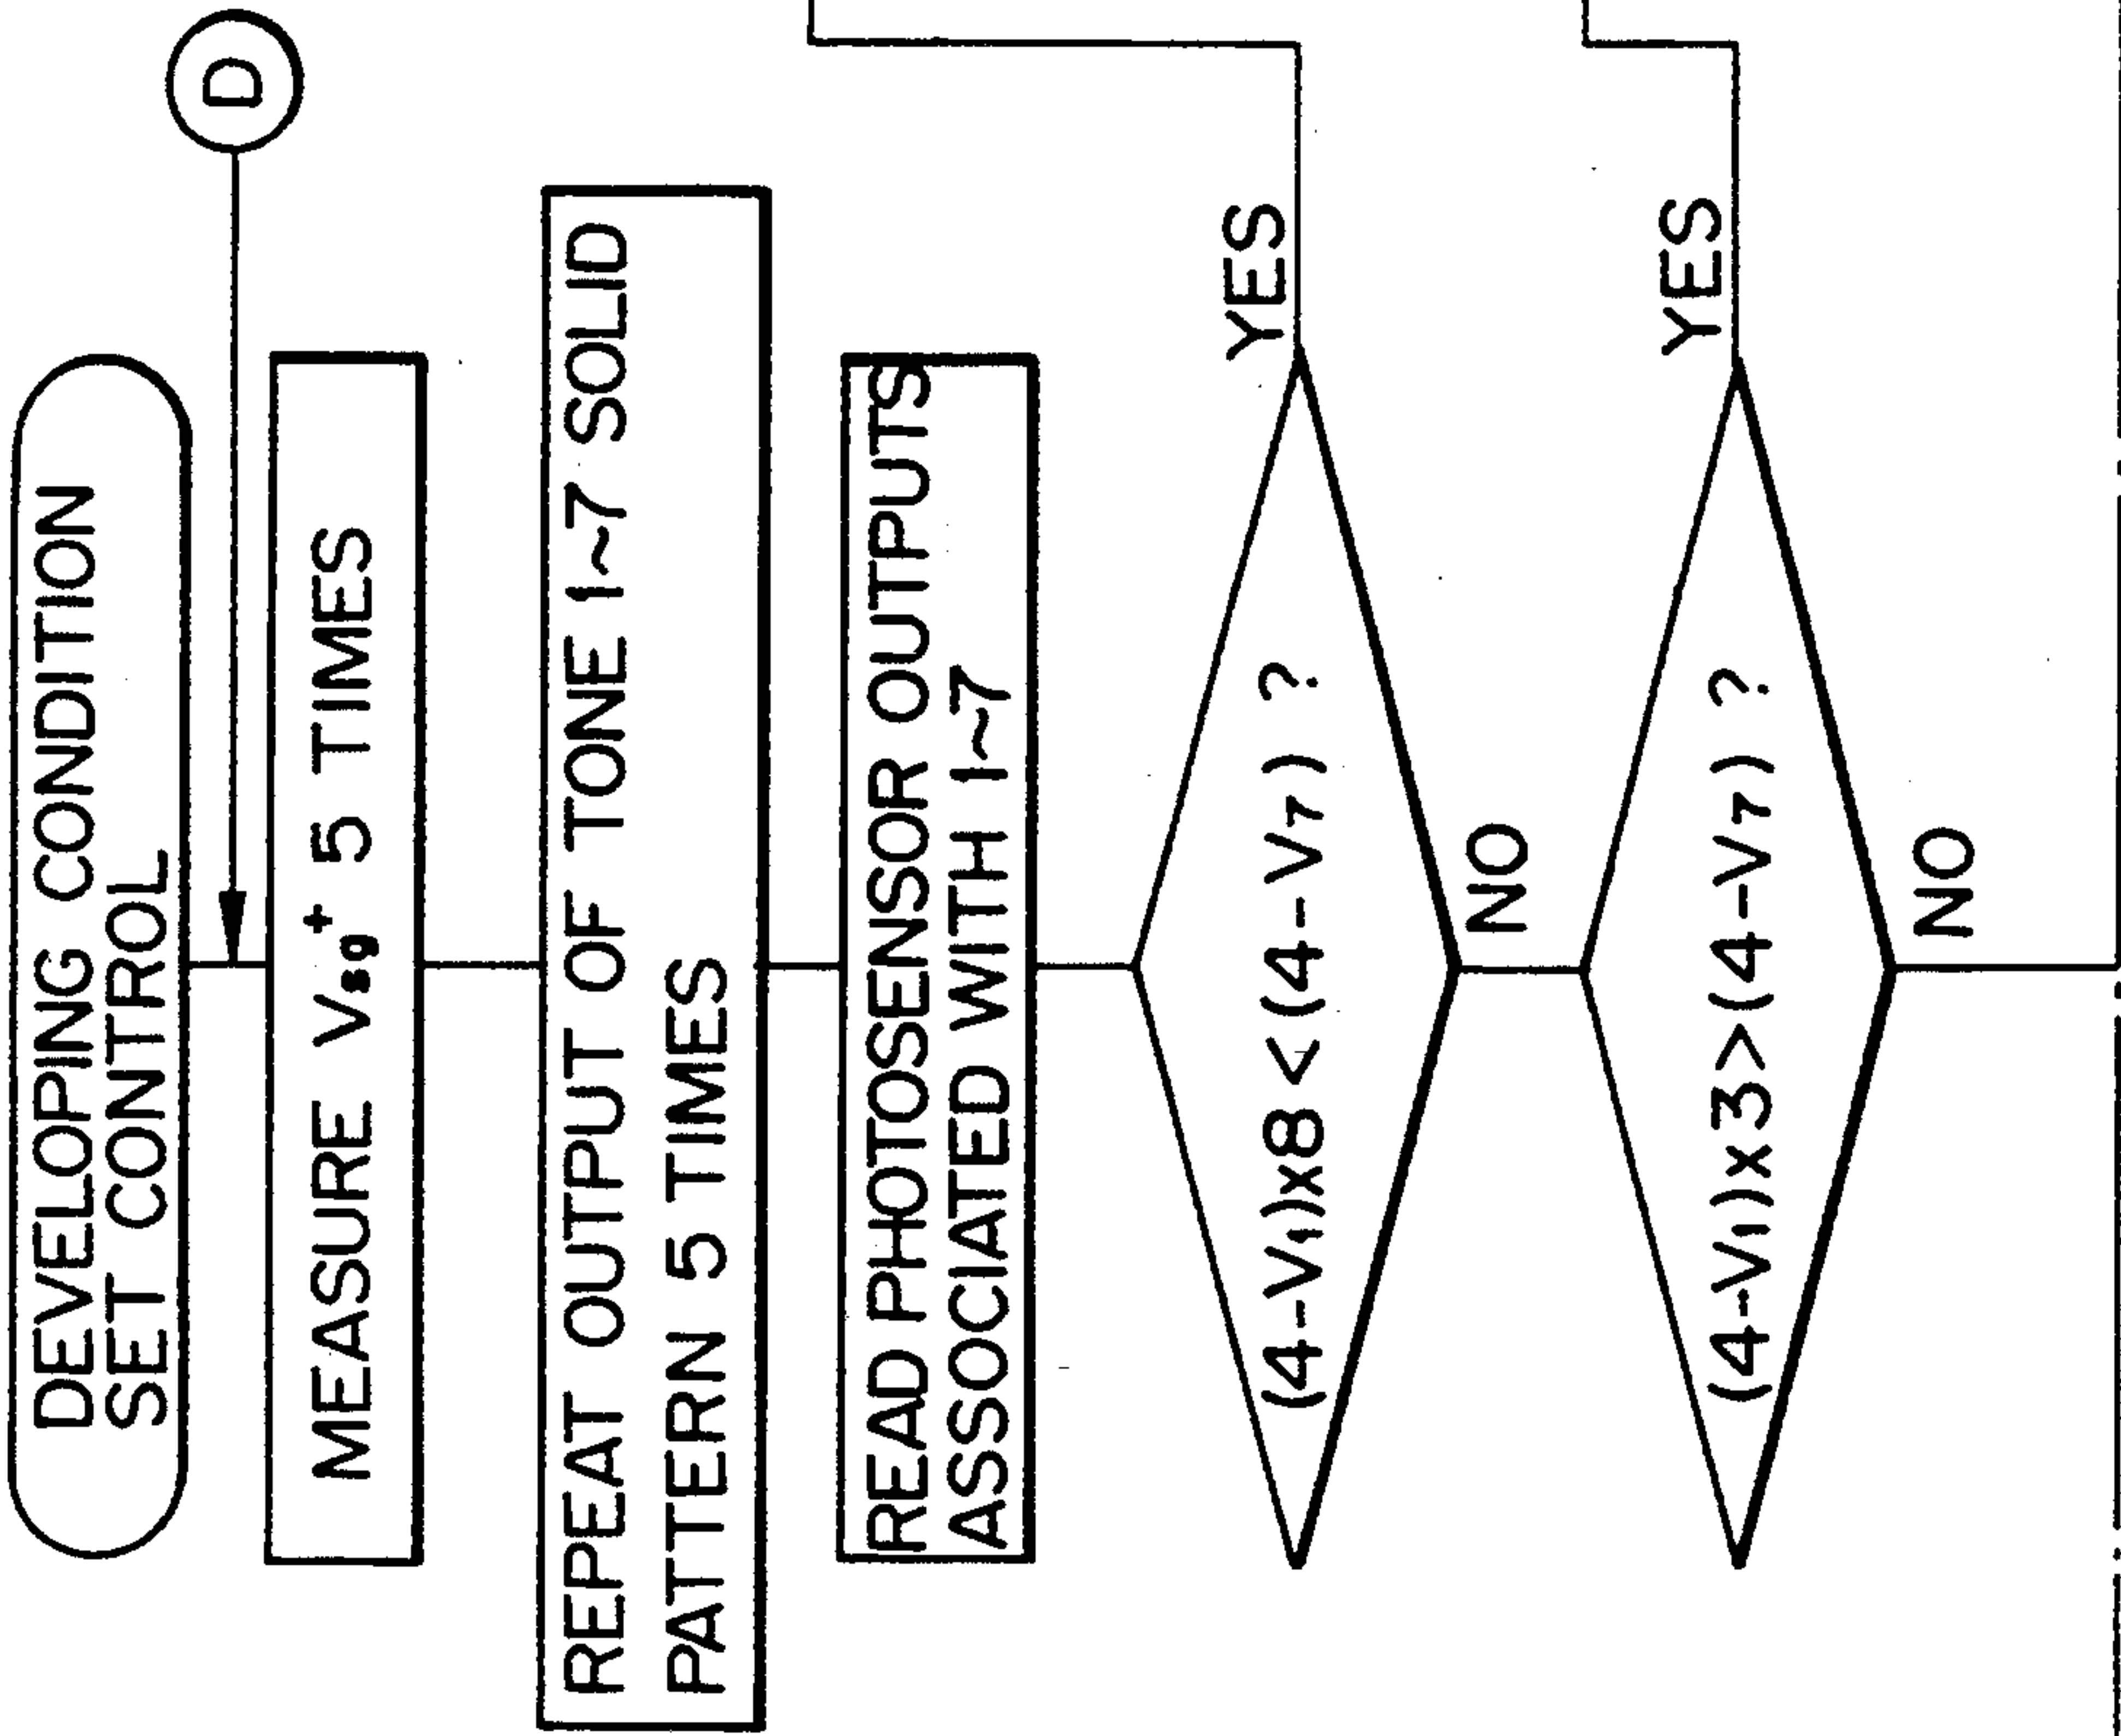 DEVELOPING CONDITION
SET CONTROL
D
MEASURE Vsg+ 5 TIMES
REPEAT OUTPUT OF TONE 1~7 SOLID
PATTERN 5 TIMES
READ PHOTOSENSOR OUTPUTS
ASSOCIATED WITH 1~7
(4-V1)x8<(4-V7) ?
YES
NO
(4-V1)x3>(4-V7) ?
YES
NO